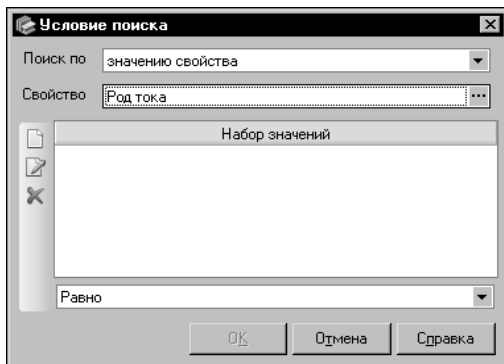 Условие поиска
Поиск по значению свойства
Свойство Род тока ...
Набор значений
Равно
OK Отмена Справка